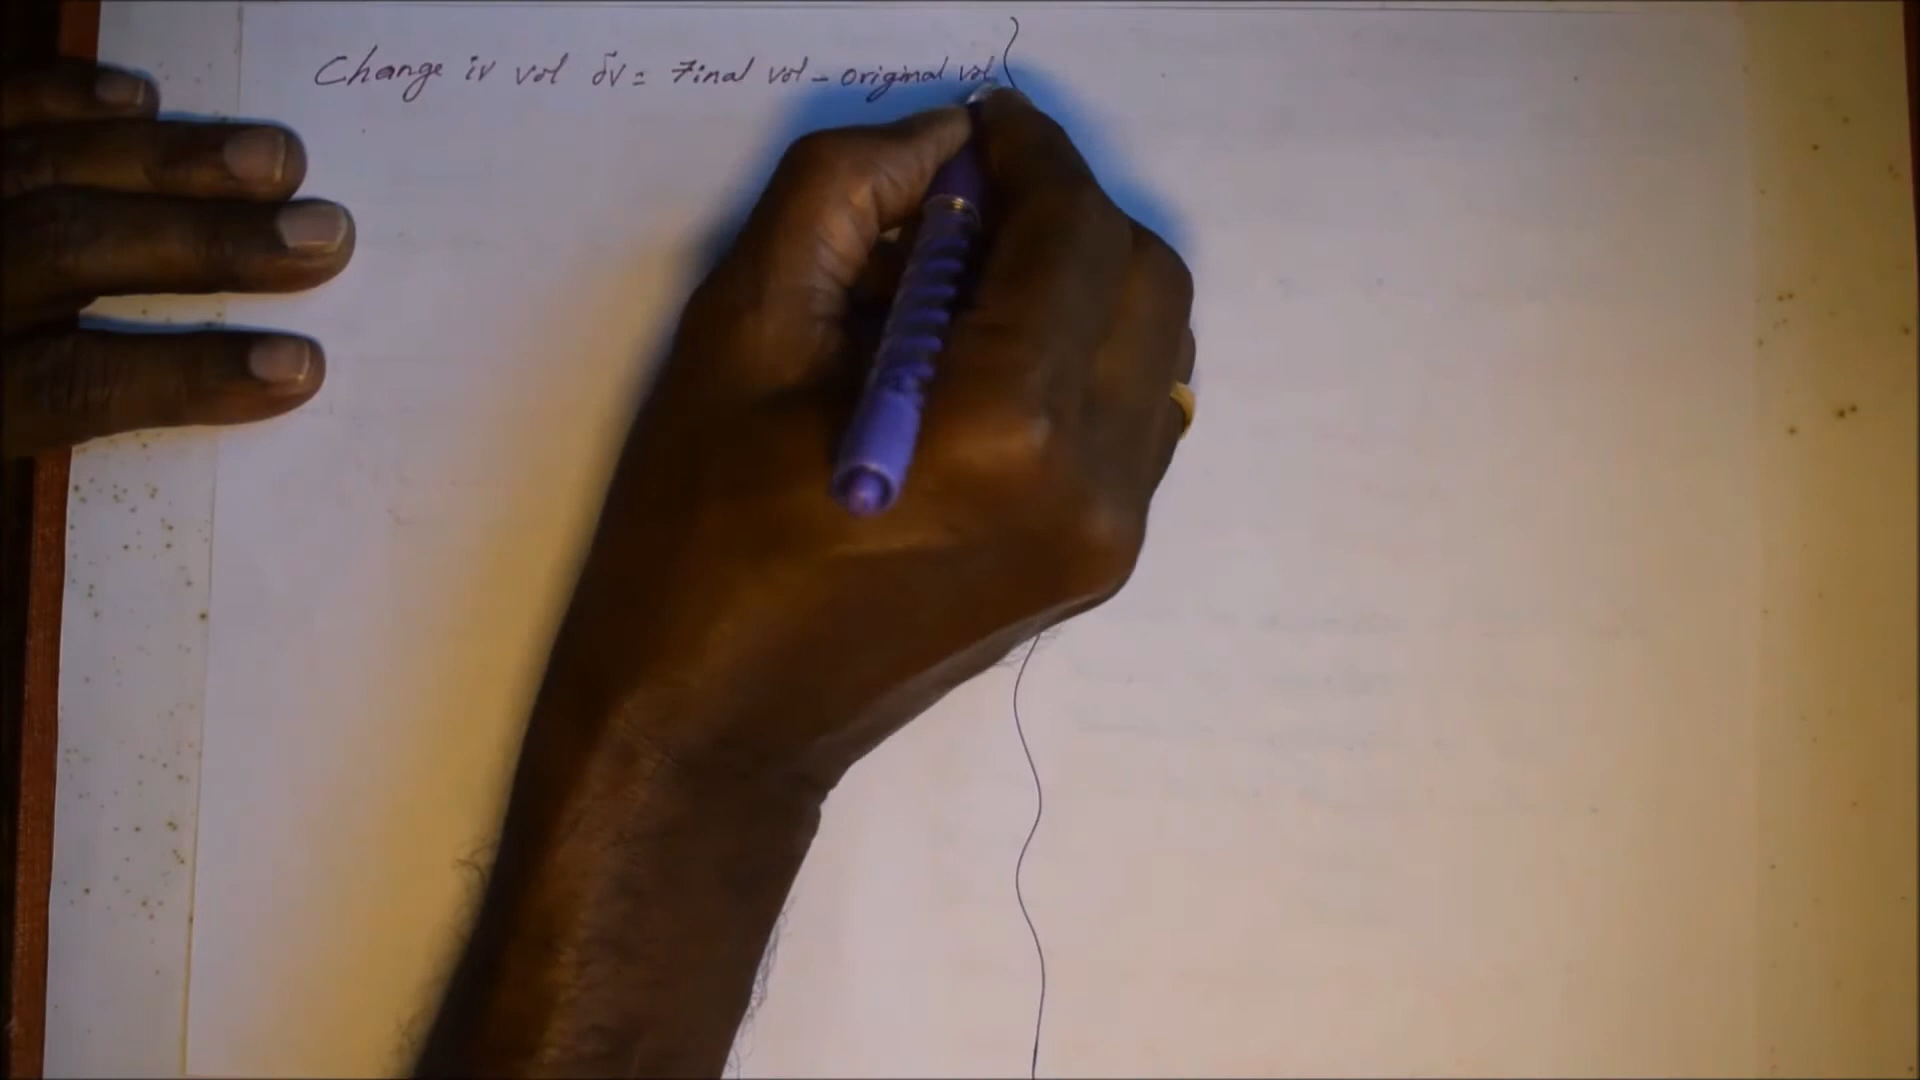 Change in vol δv = Final vol - original vol